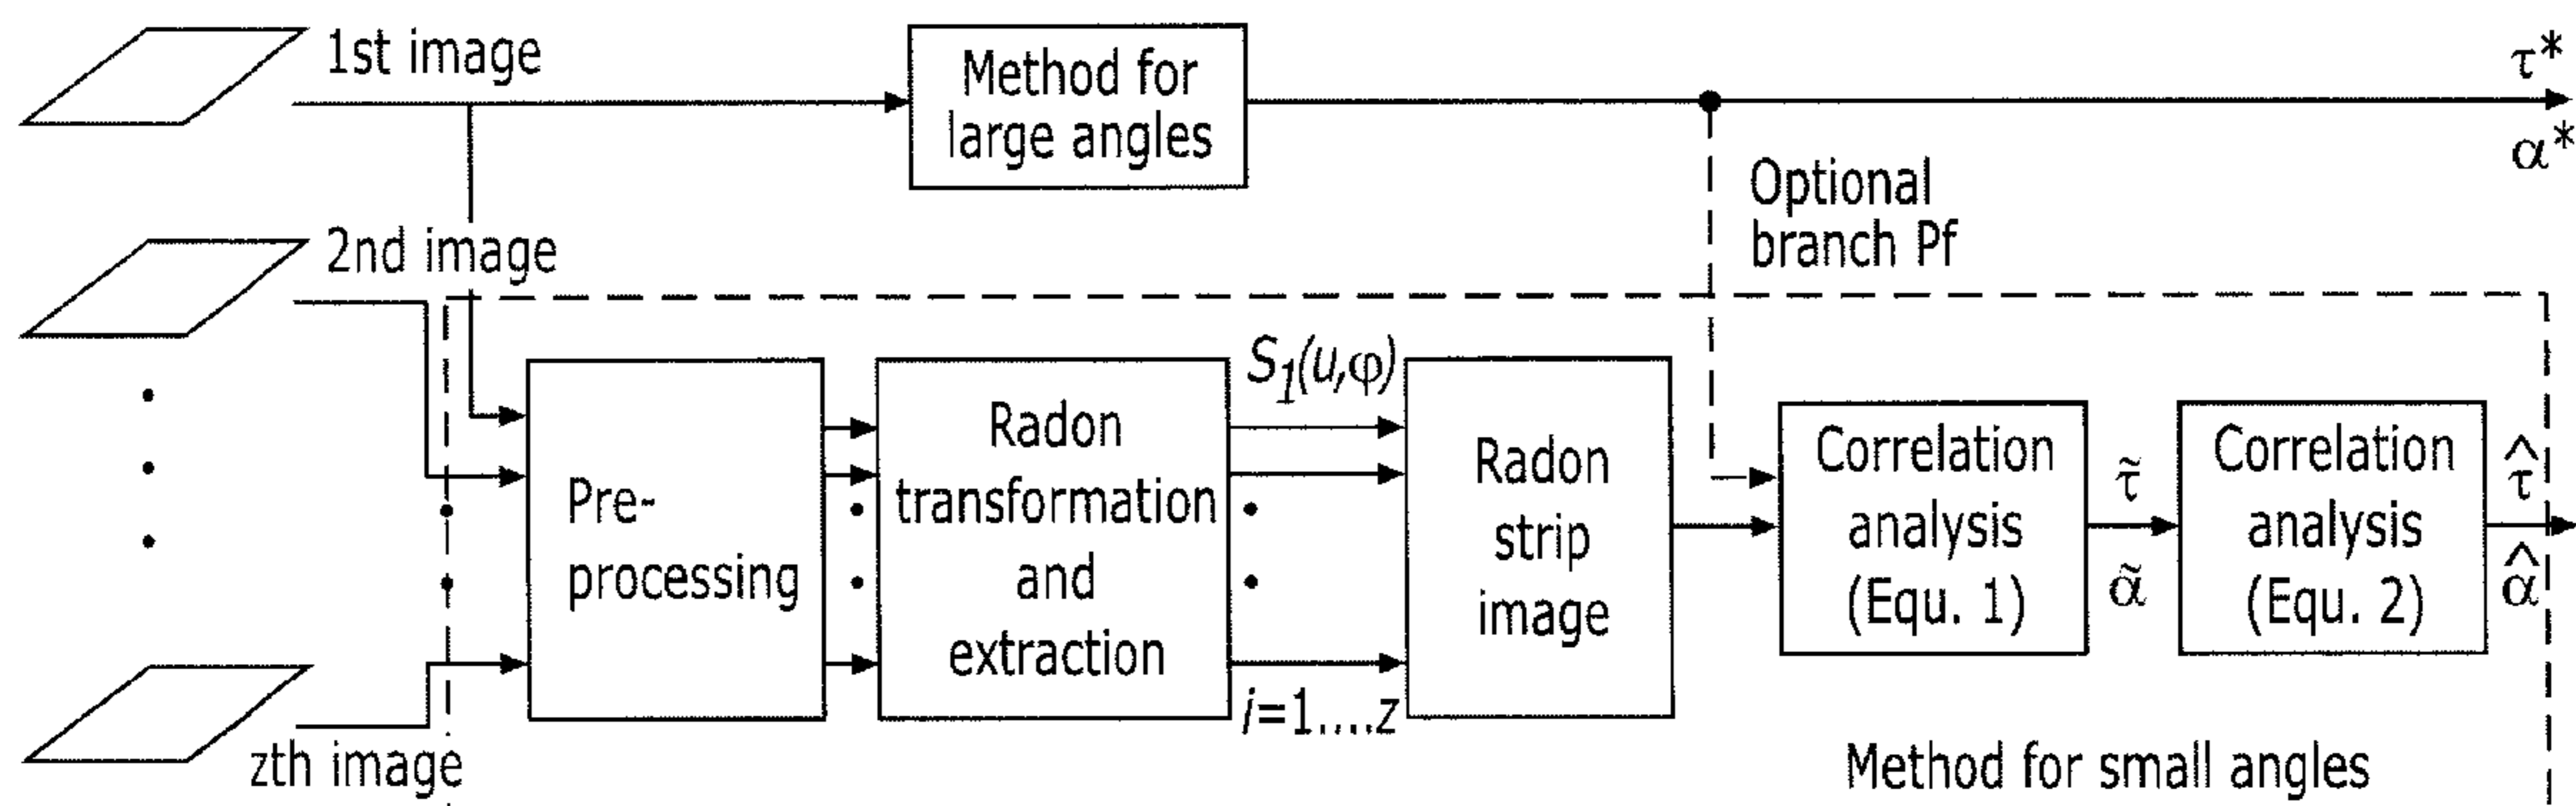 1st image
Method for
large angles
τ*
α*
Optional
branch Pf
2nd image
Pre-
processing
Radon
transformation
and
extraction
S₁(u,φ)
i=1....z
Radon
strip
image
Correlation
analysis
(Equ. 1)
τ̃
α̃
Correlation
analysis
(Equ. 2)
τ̂
α̂
zth image
Method for small angles